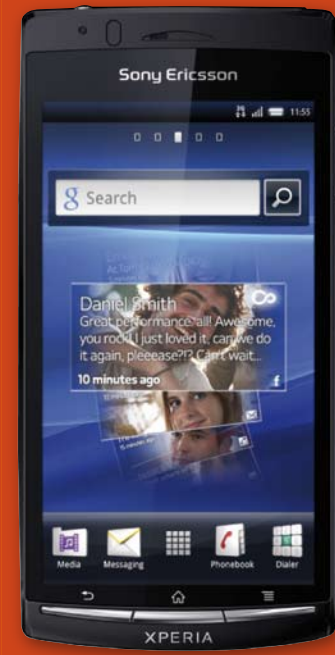 Sony Ericsson
11:55
g Search
Daniel Smith
Great performance all! Awesome,
you rock! I just loved it, can we do
it again, pleeease?!? Can't wait...
10 minutes ago
f
Media
Messaging
Phonebook
Dialer
XPERIA